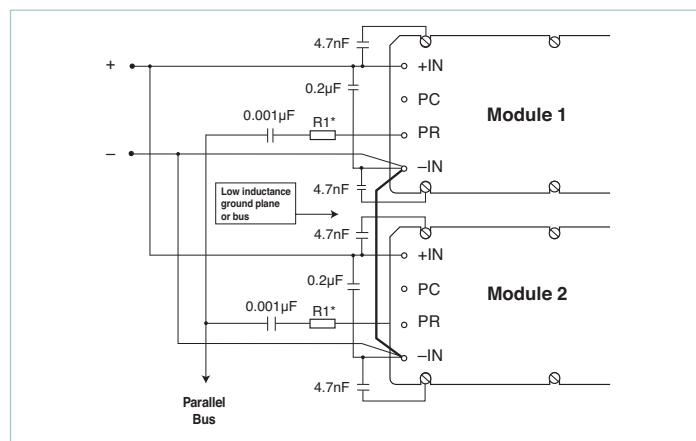 4.7nF
+
+IN
0.2µF
PC
Module 1
0.001µF
R1*
PR
–
–IN
4.7nF
Low inductance
ground plane
or bus
4.7nF
+IN
0.2µF
PC
Module 2
0.001µF
R1*
PR
–IN
4.7nF
Parallel
Bus